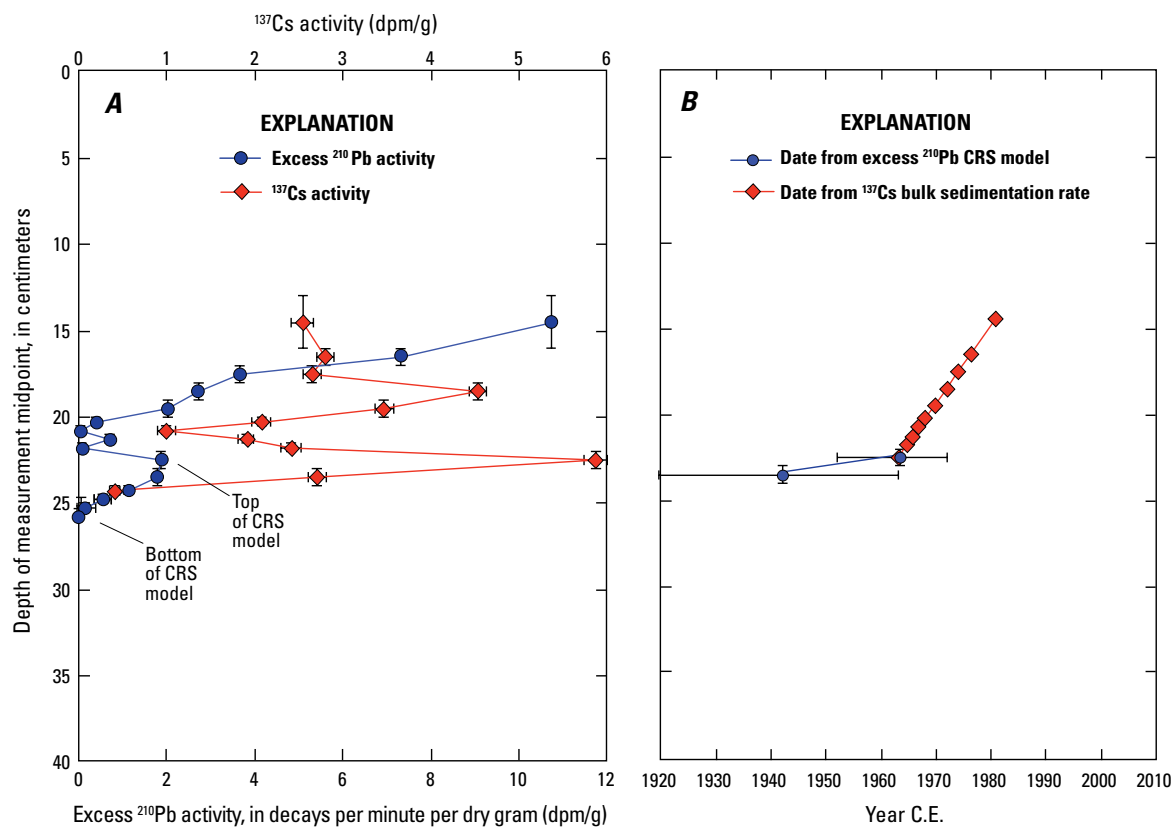 ¹³⁷Cs activity (dpm/g)
0 1 2 3 4 5 6
A
EXPLANATION
Excess ²¹⁰Pb activity
¹³⁷Cs activity
0
5
10
15
20
25
30
35
40
Depth of measurement midpoint, in centimeters
Top
of CRS
model
Bottom
of CRS
model
0 2 4 6 8 10 12
Excess ²¹⁰Pb activity, in decays per minute per dry gram (dpm/g)
B
EXPLANATION
Date from excess ²¹⁰Pb CRS model
Date from ¹³⁷Cs bulk sedimentation rate
1920 1930 1940 1950 1960 1970 1980 1990 2000 2010
Year C.E.